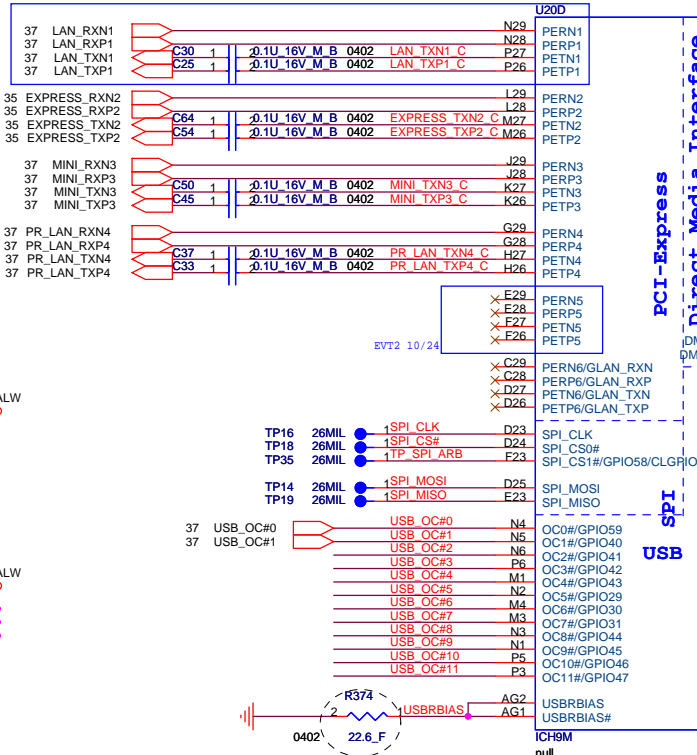 U20D
37 LAN_RXN1 N29 PERN1
37 LAN_RXP1 N28 PERP1
37 LAN_TXN1 C30 1 2 0.1U_16V_M_B 0402 LAN_TXN1_C P27 PETN1
37 LAN_TXP1 C25 1 2 0.1U_16V_M_B 0402 LAN_TXP1_C P26 PETP1
35 EXPRESS_RXN2 L29 PERN2
35 EXPRESS_RXP2 L28 PERP2
35 EXPRESS_TXN2 C64 1 2 0.1U_16V_M_B 0402 EXPRESS_TXN2_C M27 PETN2
35 EXPRESS_TXP2 C54 1 2 0.1U_16V_M_B 0402 EXPRESS_TXP2_C M26 PETP2
37 MINI_RXN3 J29 PERN3
37 MINI_RXP3 J28 PERP3
37 MINI_TXN3 C50 1 2 0.1U_16V_M_B 0402 MINI_TXN3_C K27 PETN3
37 MINI_TXP3 C45 1 2 0.1U_16V_M_B 0402 MINI_TXP3_C K26 PETP3
37 PR_LAN_RXN4 G29 PERN4
37 PR_LAN_RXP4 G28 PERP4
37 PR_LAN_TXN4 C37 1 2 0.1U_16V_M_B 0402 PR_LAN_TXN4_C H27 PETN4
37 PR_LAN_TXP4 C33 1 2 0.1U_16V_M_B 0402 PR_LAN_TXP4_C H26 PETP4
PCI-Express
Direct Media Interface
E29 PERN5
E28 PERP5
F27 PETN5
F26 PETP5
EVT2 10/24
DM
DM
C29 PERN6/GLAN_RXN
C28 PERP6/GLAN_RXP
D27 PETN6/GLAN_TXN
D26 PETP6/GLAN_TXP
ALW
TP16 26MIL 1 SPI_CLK D23 SPI_CLK
TP18 26MIL 1 SPI_CS# D24 SPI_CS0#
TP35 26MIL 1 TP_SPI_ARB F23 SPI_CS1#/GPIO58/CLGPIO
TP14 26MIL 1 SPI_MOSI D25 SPI_MOSI
TP19 26MIL 1 SPI_MISO E23 SPI_MISO
SPI
37 USB_OC#0 USB_OC#0 N4 OC0#/GPIO59
37 USB_OC#1 USB_OC#1 N5 OC1#/GPIO40
USB_OC#2 N6 OC2#/GPIO41
USB_OC#3 P6 OC3#/GPIO42
USB_OC#4 M1 OC4#/GPIO43
USB_OC#5 N2 OC5#/GPIO29
USB_OC#6 M4 OC6#/GPIO30
USB_OC#7 M3 OC7#/GPIO31
USB_OC#8 N3 OC8#/GPIO44
USB_OC#9 N1 OC9#/GPIO45
USB_OC#10 P5 OC10#/GPIO46
USB_OC#11 P3 OC11#/GPIO47
USB
ALW
R374
AG2 USBRBIAS
2 1 USBRBIAS AG1 USBRBIAS#
0402 22.6_F
ICH9M
null